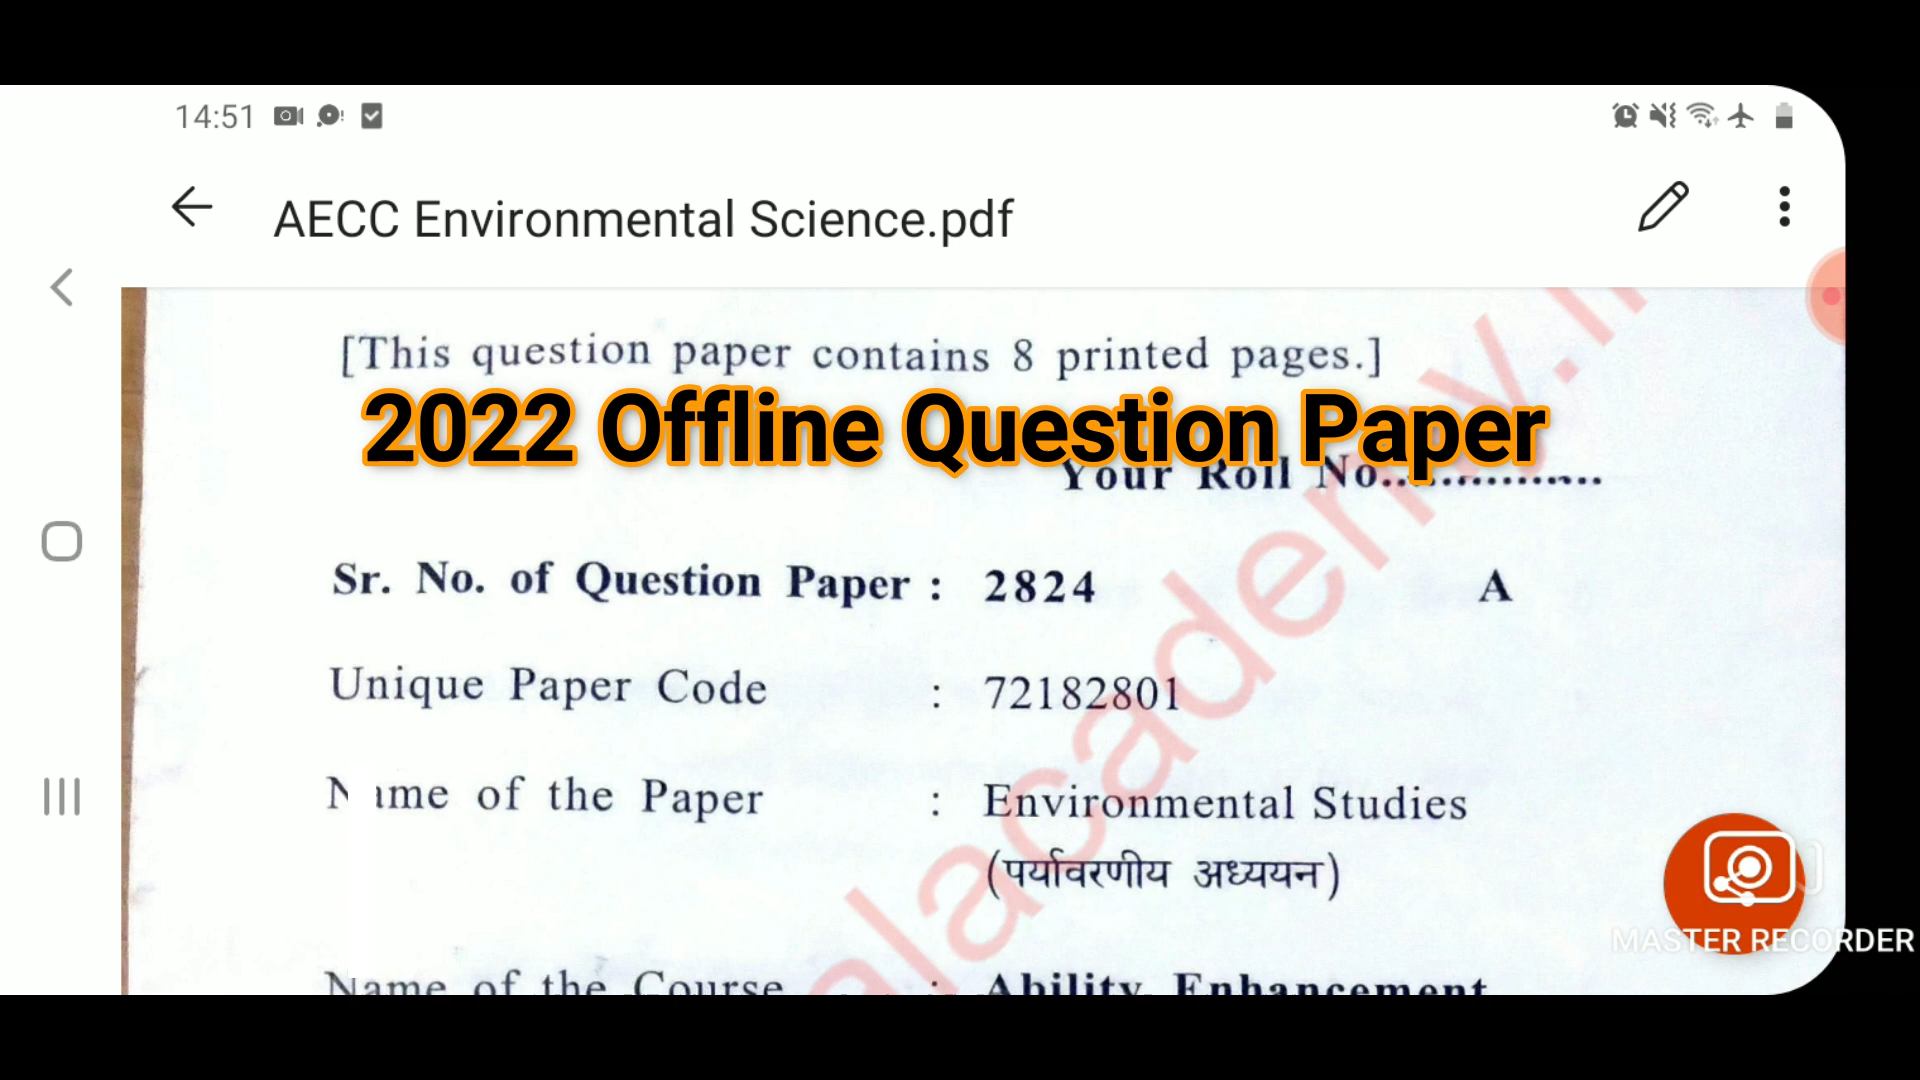 14:51
AECC Environmental Science.pdf
[This question paper contains 8 printed pages.]
2022 Offline Question Paper
Your Roll No................
Sr. No. of Question Paper : 2824 A
Unique Paper Code : 72182801
Name of the Paper : Environmental Studies
(पर्यावरणीय अध्ययन)
Name of the Course : Ability Enhancement
alacademy.i
MASTER RECORDER